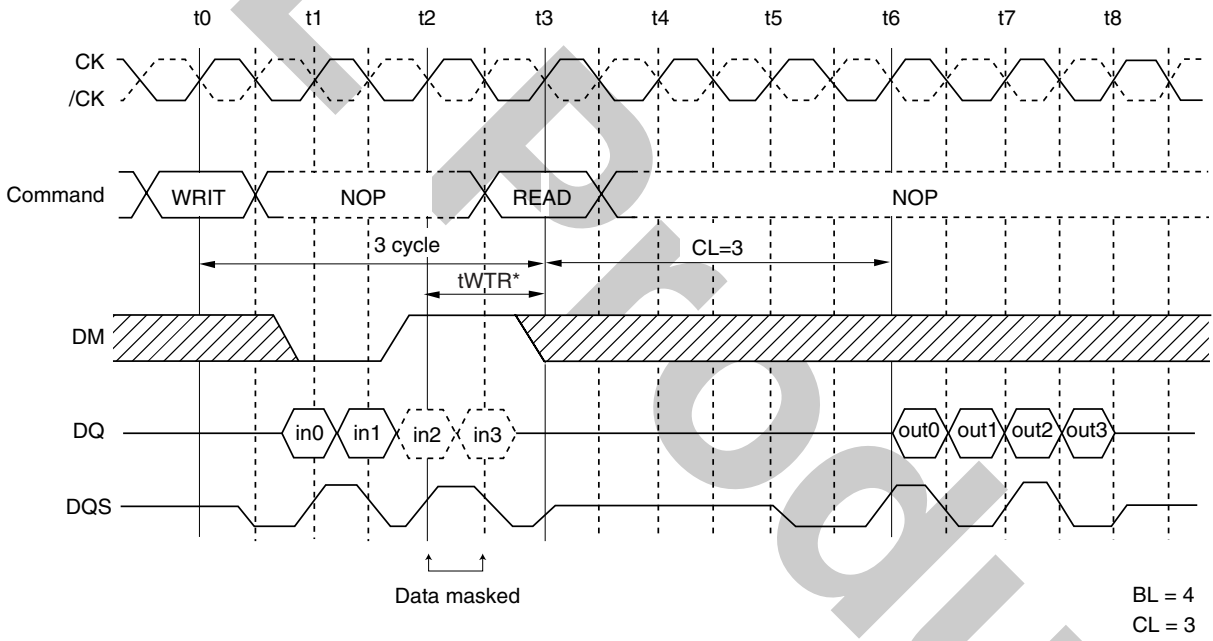 t0 t1 t2 t3 t4 t5 t6 t7 t8
CK
/CK
Command WRIT NOP READ NOP
3 cycle CL=3
tWTR*
DM
DQ in0 in1 in2 in3 out0 out1 out2 out3
DQS
Data masked
BL = 4
CL = 3